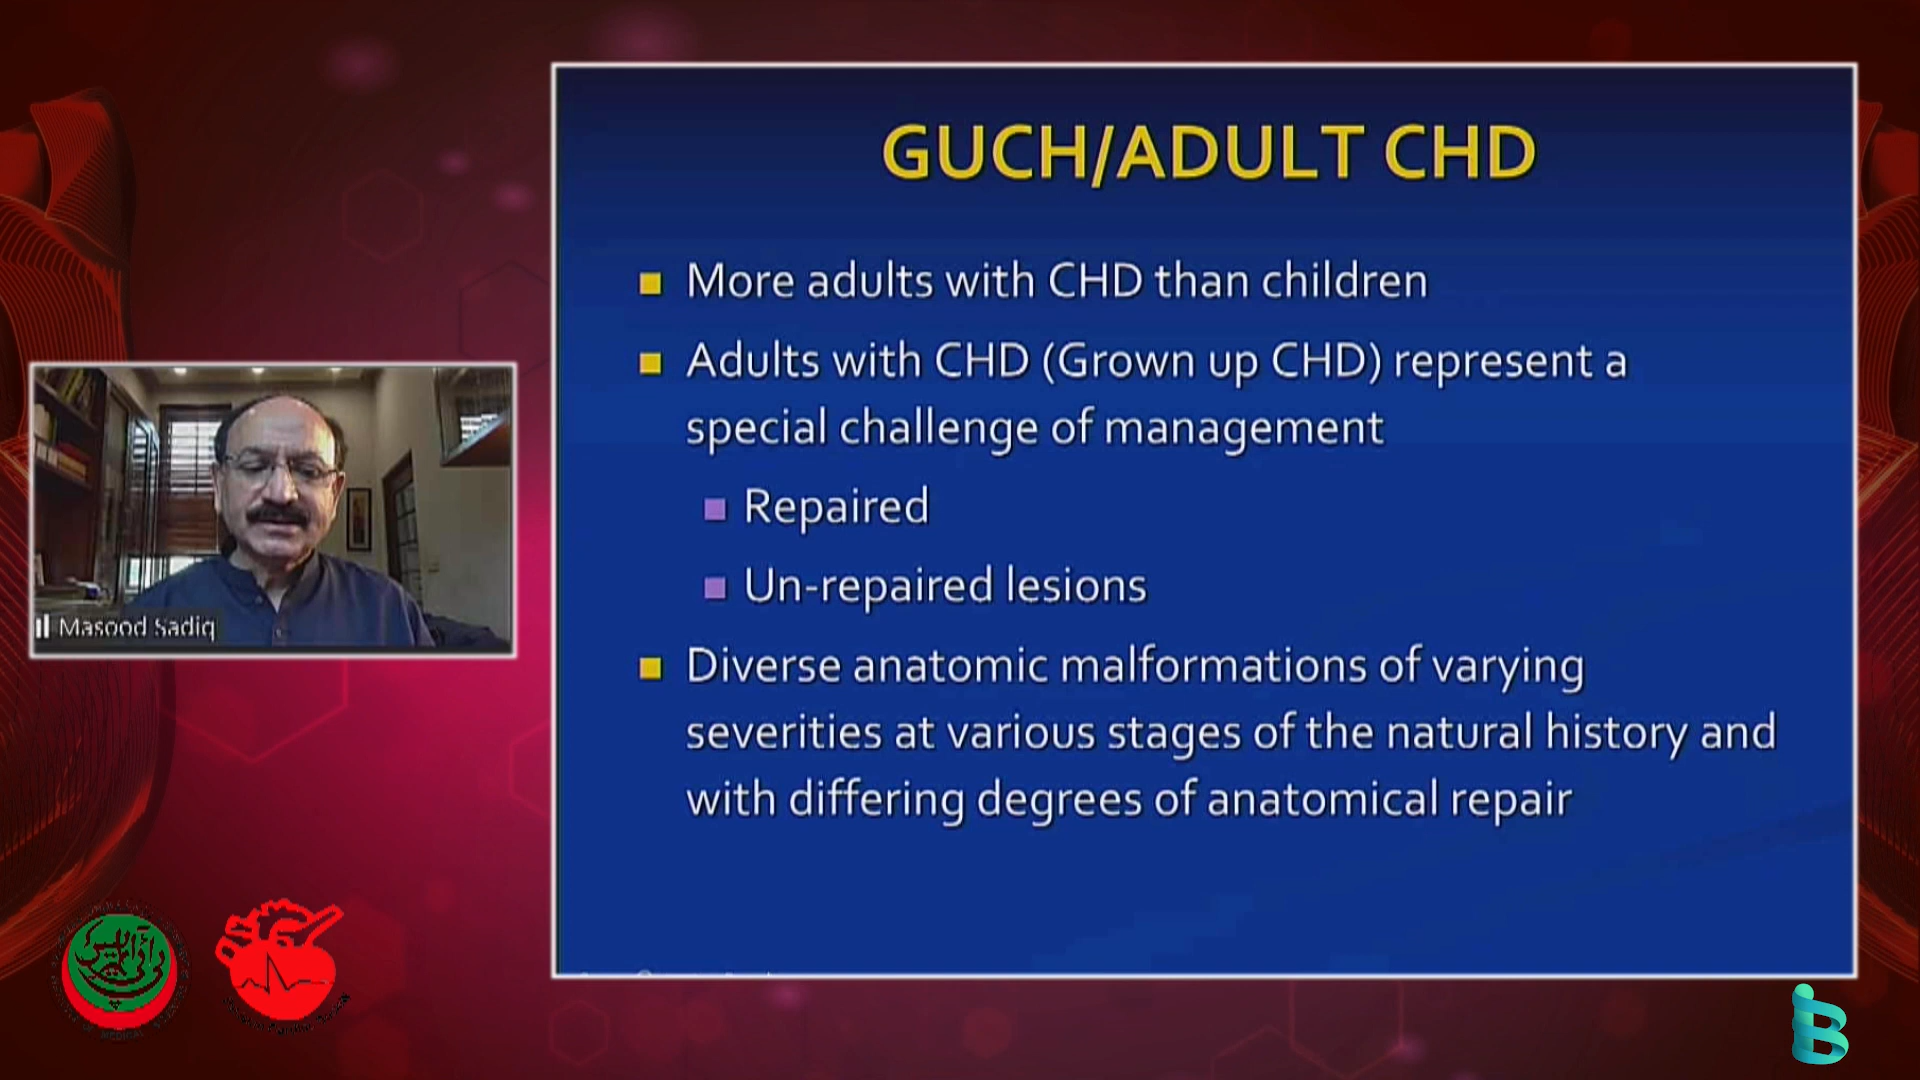 GUCH/ADULT CHD
More adults with CHD than children
Adults with CHD (Grown up CHD) represent a
special challenge of management
Repaired
Un-repaired lesions
Diverse anatomic malformations of varying
severities at various stages of the natural history and
with differing degrees of anatomical repair
Masood Sadiq